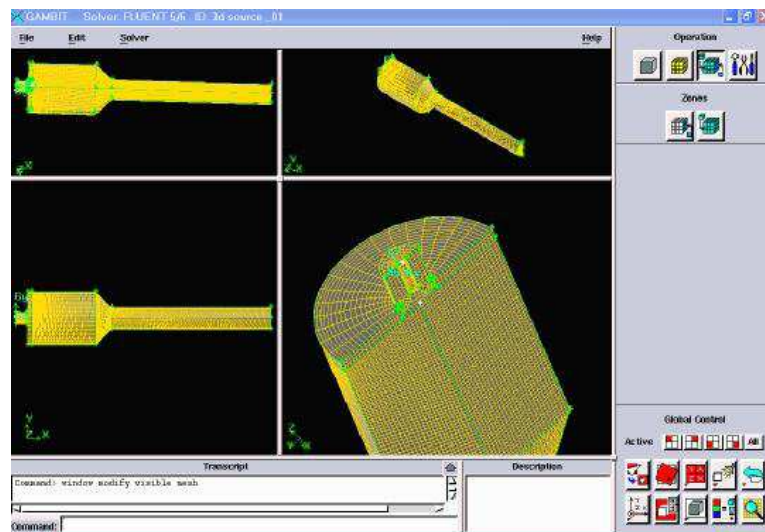 GAMBIT Solver: FLUENT 5/6 ID: 3d source _01
File Edit Solver Help
Operation
Zones
Global Control
Active All
Transcript
Description
Command> window modify visible mesh
Command: